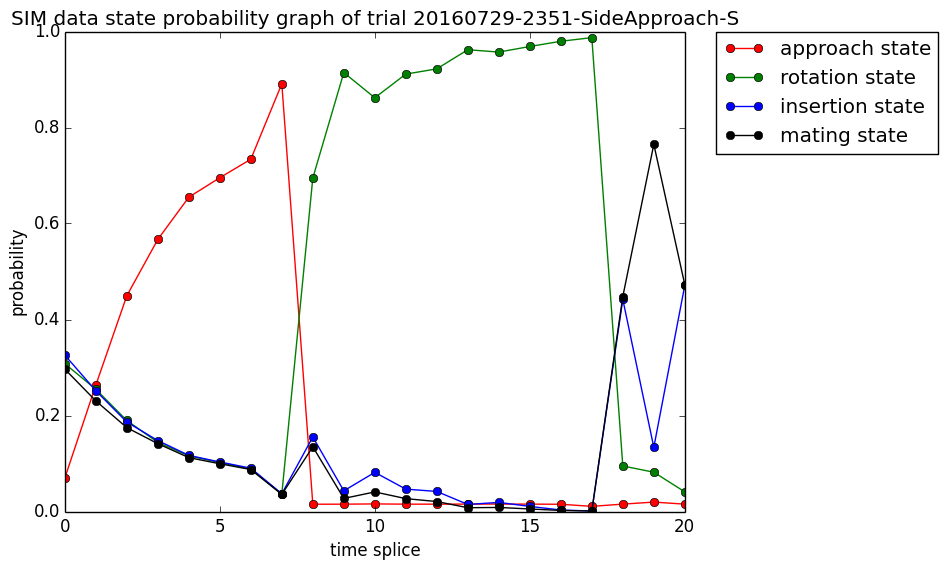 SIM data state probability graph of trial 20160729-2351-SideApproach-S
approach state
rotation state
insertion state
mating state
probability
1.0
0.8
0.6
0.4
0.2
0.0
0 5 10 15 20
time splice